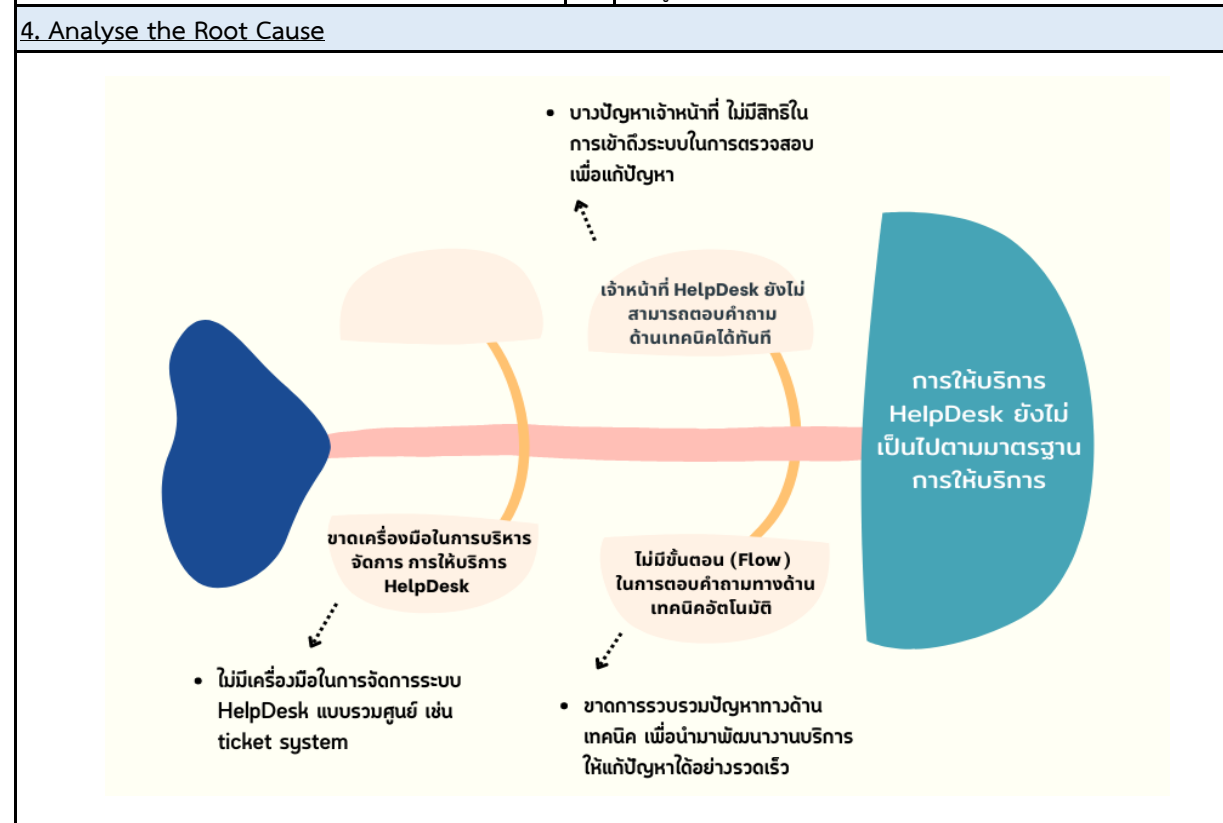 4. Analyse the Root Cause
• บางปัญหาเจ้าหน้าที่ ไม่มีสิทธิใน
การเข้าถึงระบบในการตรวจสอบ
เพื่อแก้ปัญหา
เจ้าหน้าที่ HelpDesk ยังไม่
สามารถตอบคำถาม
ด้านเทคนิคได้ทันที
การให้บริการ
HelpDesk ยังไม่
เป็นไปตามมาตรฐาน
การให้บริการ
ขาดเครื่องมือในการบริหาร
จัดการ การให้บริการ
HelpDesk
ไม่มีขั้นตอน (Flow)
ในการตอบคำถามทางด้าน
เทคนิคอัตโนมัติ
• ไม่มีเครื่องมือในการจัดการระบบ
HelpDesk แบบรวมศูนย์ เช่น
ticket system
• ขาดการรวบรวมปัญหาทางด้าน
เทคนิค เพื่อนำมาพัฒนางานบริการ
ให้แก้ปัญหาได้อย่างรวดเร็ว